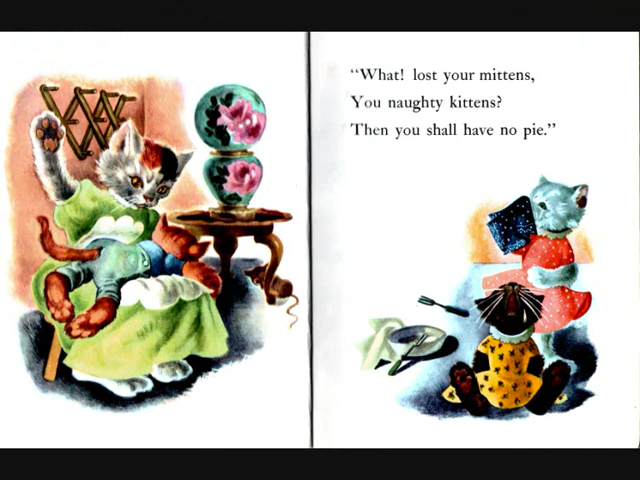 “What! lost your mittens,
You naughty kittens?
Then you shall have no pie.”